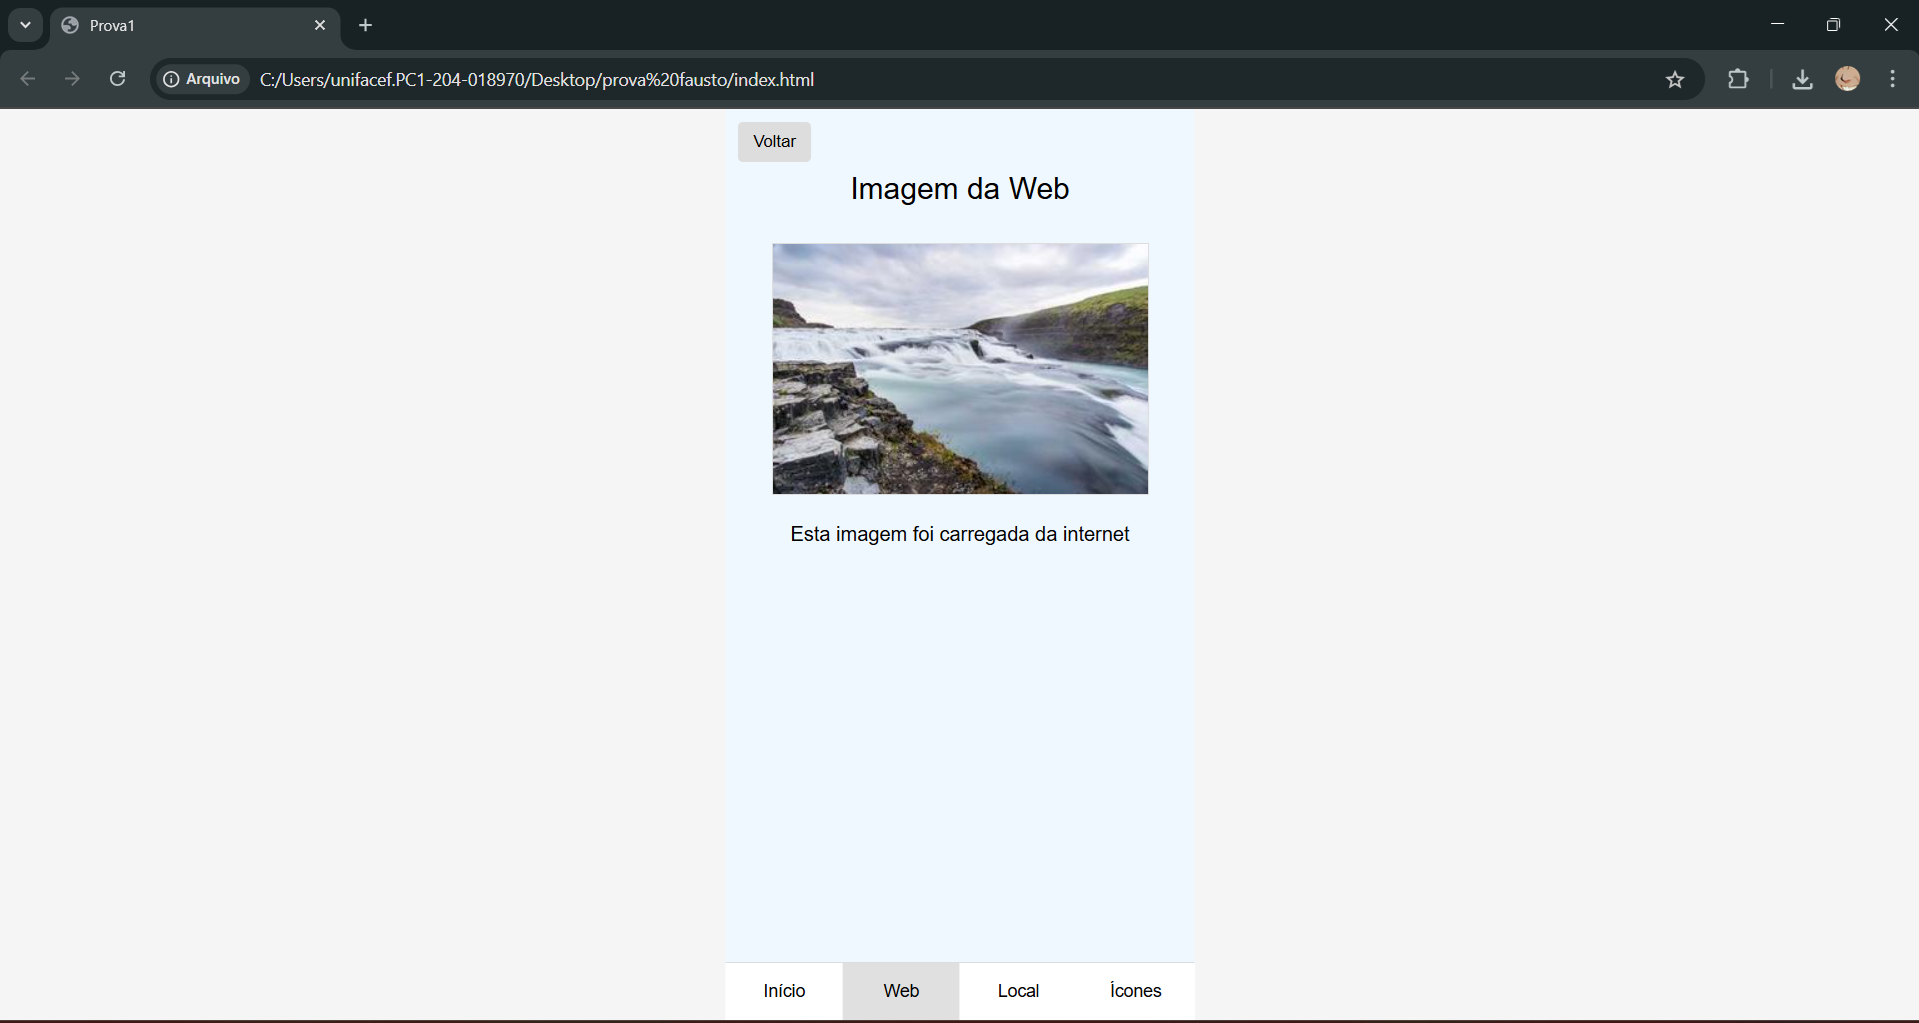 Prova1
Arquivo C:/Users/unifacef.PC1-204-018970/Desktop/prova%20fausto/index.html
Voltar
Imagem da Web
Esta imagem foi carregada da internet
Início Web Local Ícones